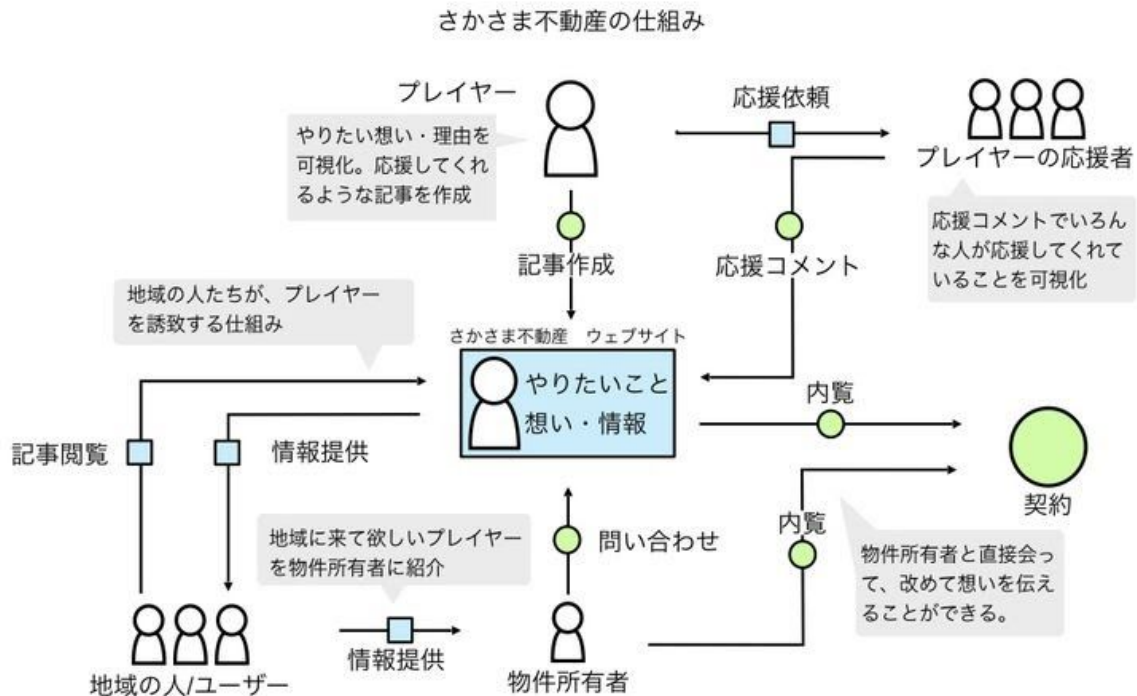 さかさま不動産の仕組み
プレイヤー
やりたい想い・理由を
可視化。応援してくれ
るような記事を作成
応援依頼
プレイヤーの応援者
応援コメントでいろん
な人が応援してくれて
いることを可視化
記事作成
応援コメント
地域の人たちが、プレイヤー
を誘致する仕組み
さかさま不動産 ウェブサイト
やりたいこと
想い・情報
内覧
契約
記事閲覧
情報提供
地域に来て欲しいプレイヤー
を物件所有者に紹介
問い合わせ
内覧
物件所有者と直接会っ
て、改めて想いを伝え
ることができる。
情報提供
地域の人/ユーザー
物件所有者